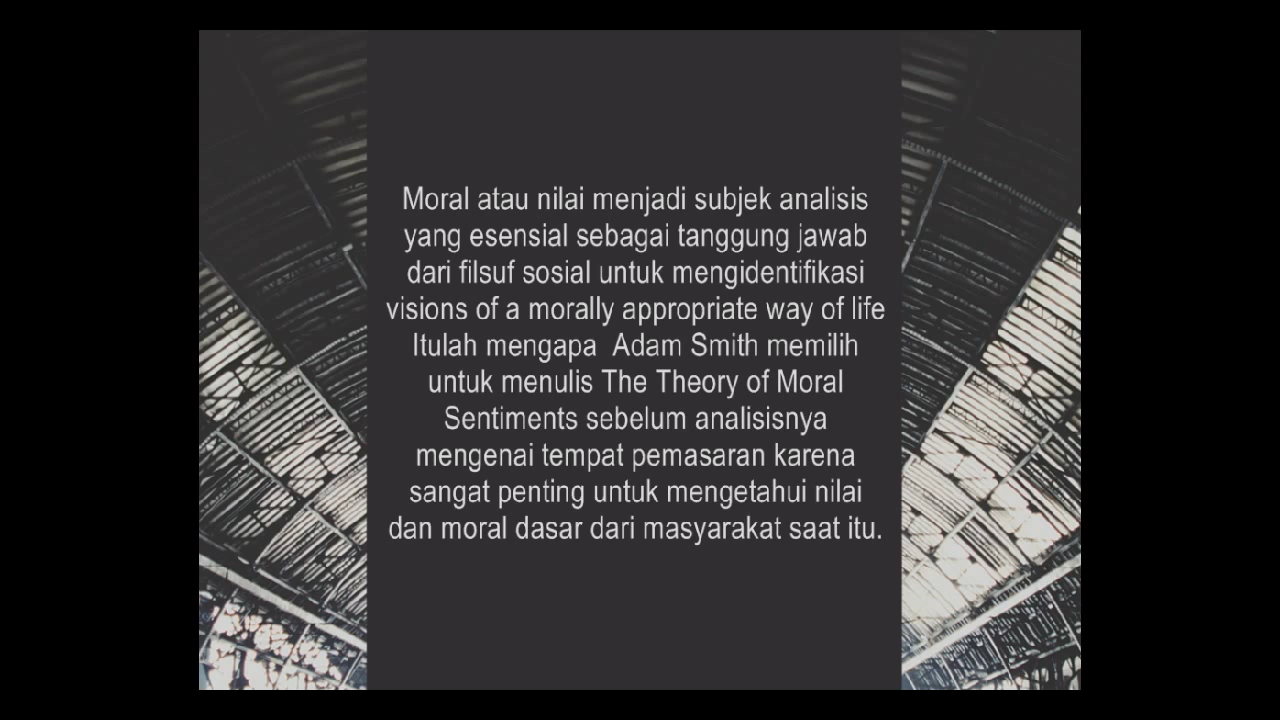 Moral atau nilai menjadi subjek analisis
yang esensial sebagai tanggung jawab
dari filsuf sosial untuk mengidentifikasi
visions of a morally appropriate way of life
Itulah mengapa  Adam Smith memilih
untuk menulis The Theory of Moral
Sentiments sebelum analisisnya
mengenai tempat pemasaran karena
sangat penting untuk mengetahui nilai
dan moral dasar dari masyarakat saat itu.